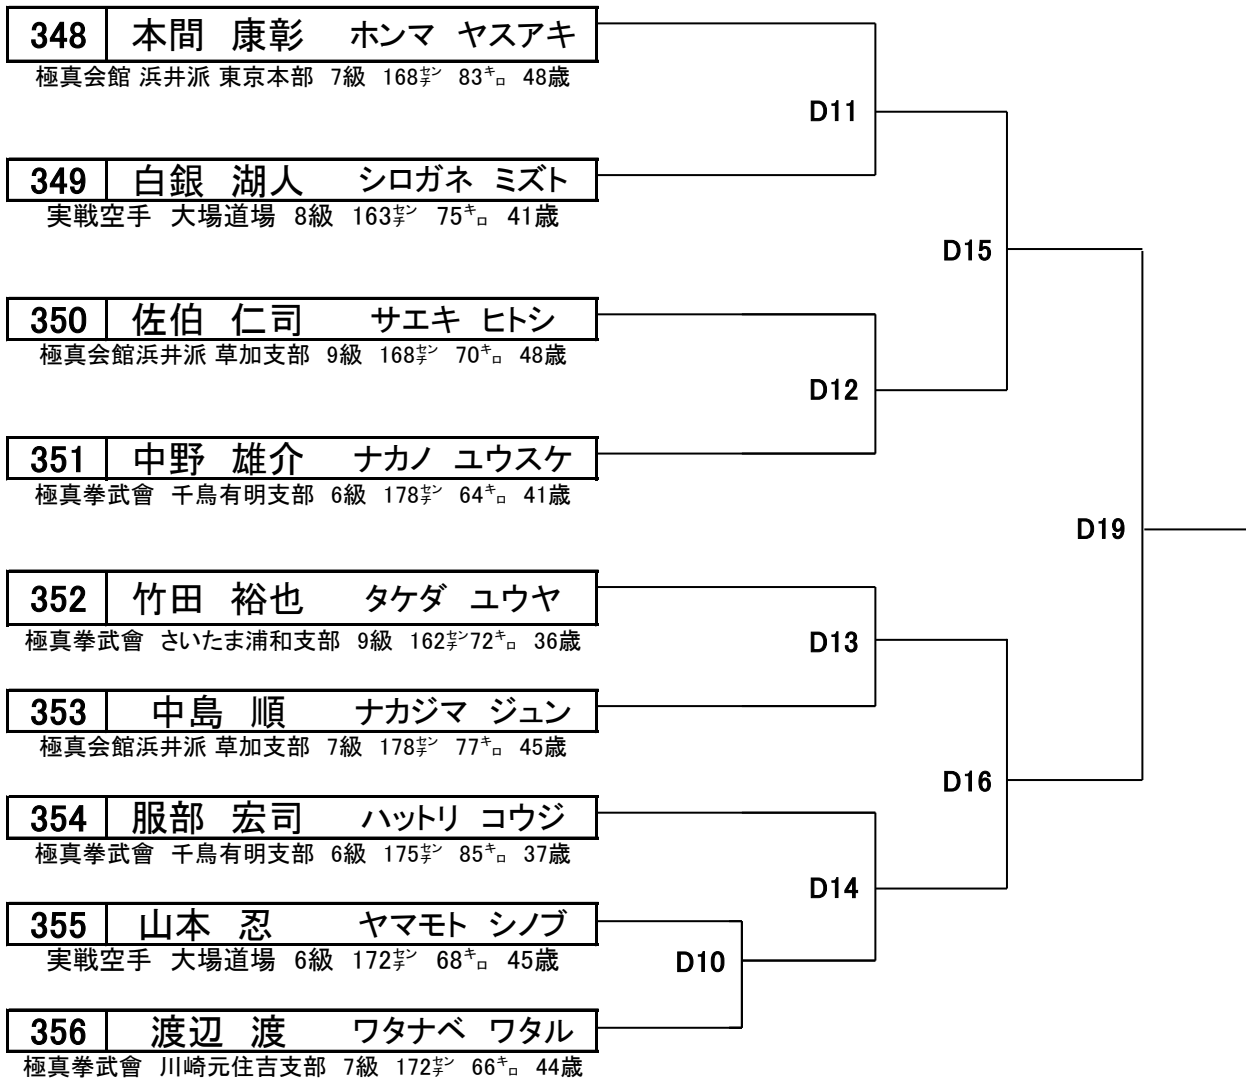 348 本間 康彰 ホンマ ヤスアキ
極真会館 浜井派 東京本部 7級 168㌢ 83㌔ 48歳
D11
349 白銀 湖人 シロガネ ミズト
実戦空手 大場道場 8級 163㌢ 75㌔ 41歳
D15
350 佐伯 仁司 サエキ ヒトシ
極真会館浜井派 草加支部 9級 168㌢ 70㌔ 48歳
D12
351 中野 雄介 ナカノ ユウスケ
極真拳武會 千鳥有明支部 6級 178㌢ 64㌔ 41歳
D19
352 竹田 裕也 タケダ ユウヤ
極真拳武會 さいたま浦和支部 9級 162㌢72㌔ 36歳
D13
353 中島 順 ナカジマ ジュン
極真会館浜井派 草加支部 7級 178㌢ 77㌔ 45歳
D16
354 服部 宏司 ハットリ コウジ
極真拳武會 千鳥有明支部 6級 175㌢ 85㌔ 37歳
D14
355 山本 忍 ヤマモト シノブ
実戦空手 大場道場 6級 172㌢ 68㌔ 45歳
D10
356 渡辺 渡 ワタナベ ワタル
極真拳武會 川崎元住吉支部 7級 172㌢ 66㌔ 44歳